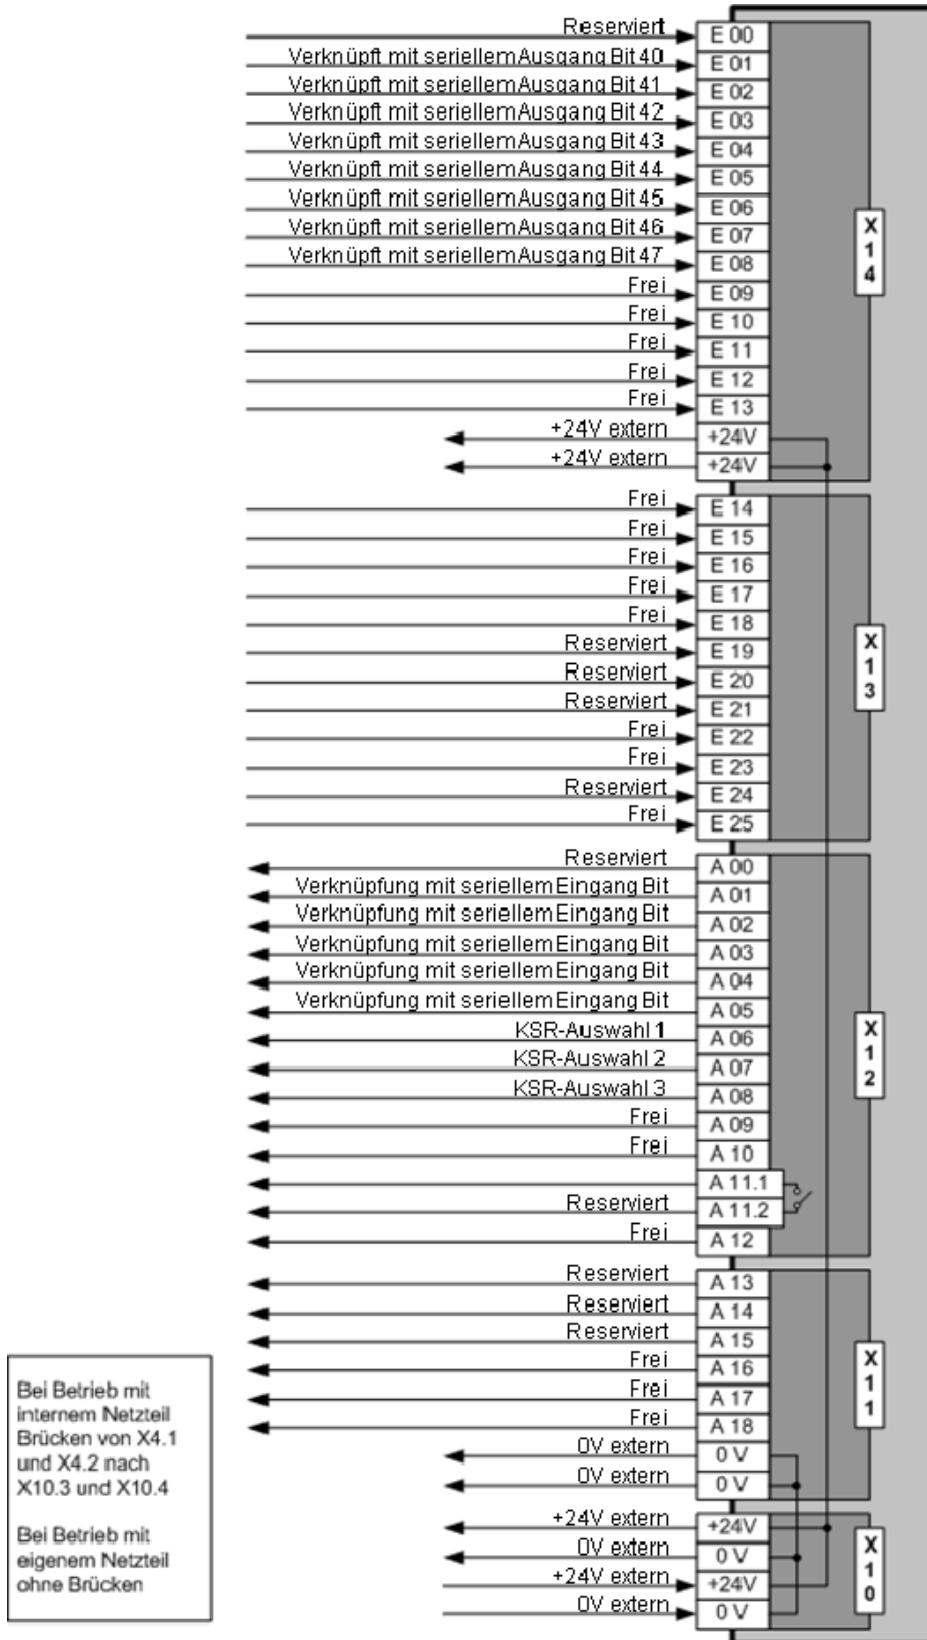 Reserviert E 00
Verknüpft mit seriellem Ausgang Bit 40 E 01
Verknüpft mit seriellem Ausgang Bit 41 E 02
Verknüpft mit seriellem Ausgang Bit 42 E 03
Verknüpft mit seriellem Ausgang Bit 43 E 04
Verknüpft mit seriellem Ausgang Bit 44 E 05
Verknüpft mit seriellem Ausgang Bit 45 E 06
Verknüpft mit seriellem Ausgang Bit 46 E 07
Verknüpft mit seriellem Ausgang Bit 47 E 08
Frei E 09
Frei E 10
Frei E 11
Frei E 12
Frei E 13
+24V extern +24V
+24V extern +24V
X14
Frei E 14
Frei E 15
Frei E 16
Frei E 17
Frei E 18
Reserviert E 19
Reserviert E 20
Reserviert E 21
Frei E 22
Frei E 23
Reserviert E 24
Frei E 25
X13
Reserviert A 00
Verknüpfung mit seriellem Eingang Bit A 01
Verknüpfung mit seriellem Eingang Bit A 02
Verknüpfung mit seriellem Eingang Bit A 03
Verknüpfung mit seriellem Eingang Bit A 04
Verknüpfung mit seriellem Eingang Bit A 05
KSR-Auswahl 1 A 06
KSR-Auswahl 2 A 07
KSR-Auswahl 3 A 08
Frei A 09
Frei A 10
A 11.1
Reserviert A 11.2
Frei A 12
X12
Reserviert A 13
Reserviert A 14
Reserviert A 15
Frei A 16
Frei A 17
Frei A 18
0V extern 0 V
0V extern 0 V
X11
+24V extern +24V
0V extern 0 V
+24V extern +24V
0V extern 0 V
X10
Bei Betrieb mit
internem Netzteil
Brücken von X4.1
und X4.2 nach
X10.3 und X10.4
Bei Betrieb mit
eigenem Netzteil
ohne Brücken